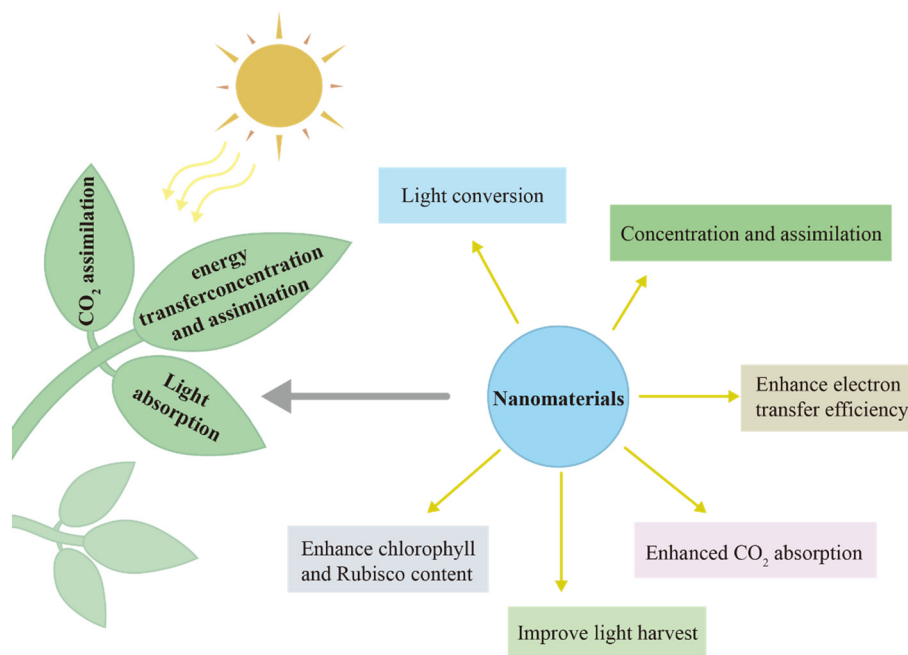 CO₂ assimilation
energy
transferconcentration
and assimilation
Light
absorption
Light conversion
Concentration and assimilation
Nanomaterials
Enhance electron
transfer efficiency
Enhance chlorophyll
and Rubisco content
Enhanced CO₂ absorption
Improve light harvest